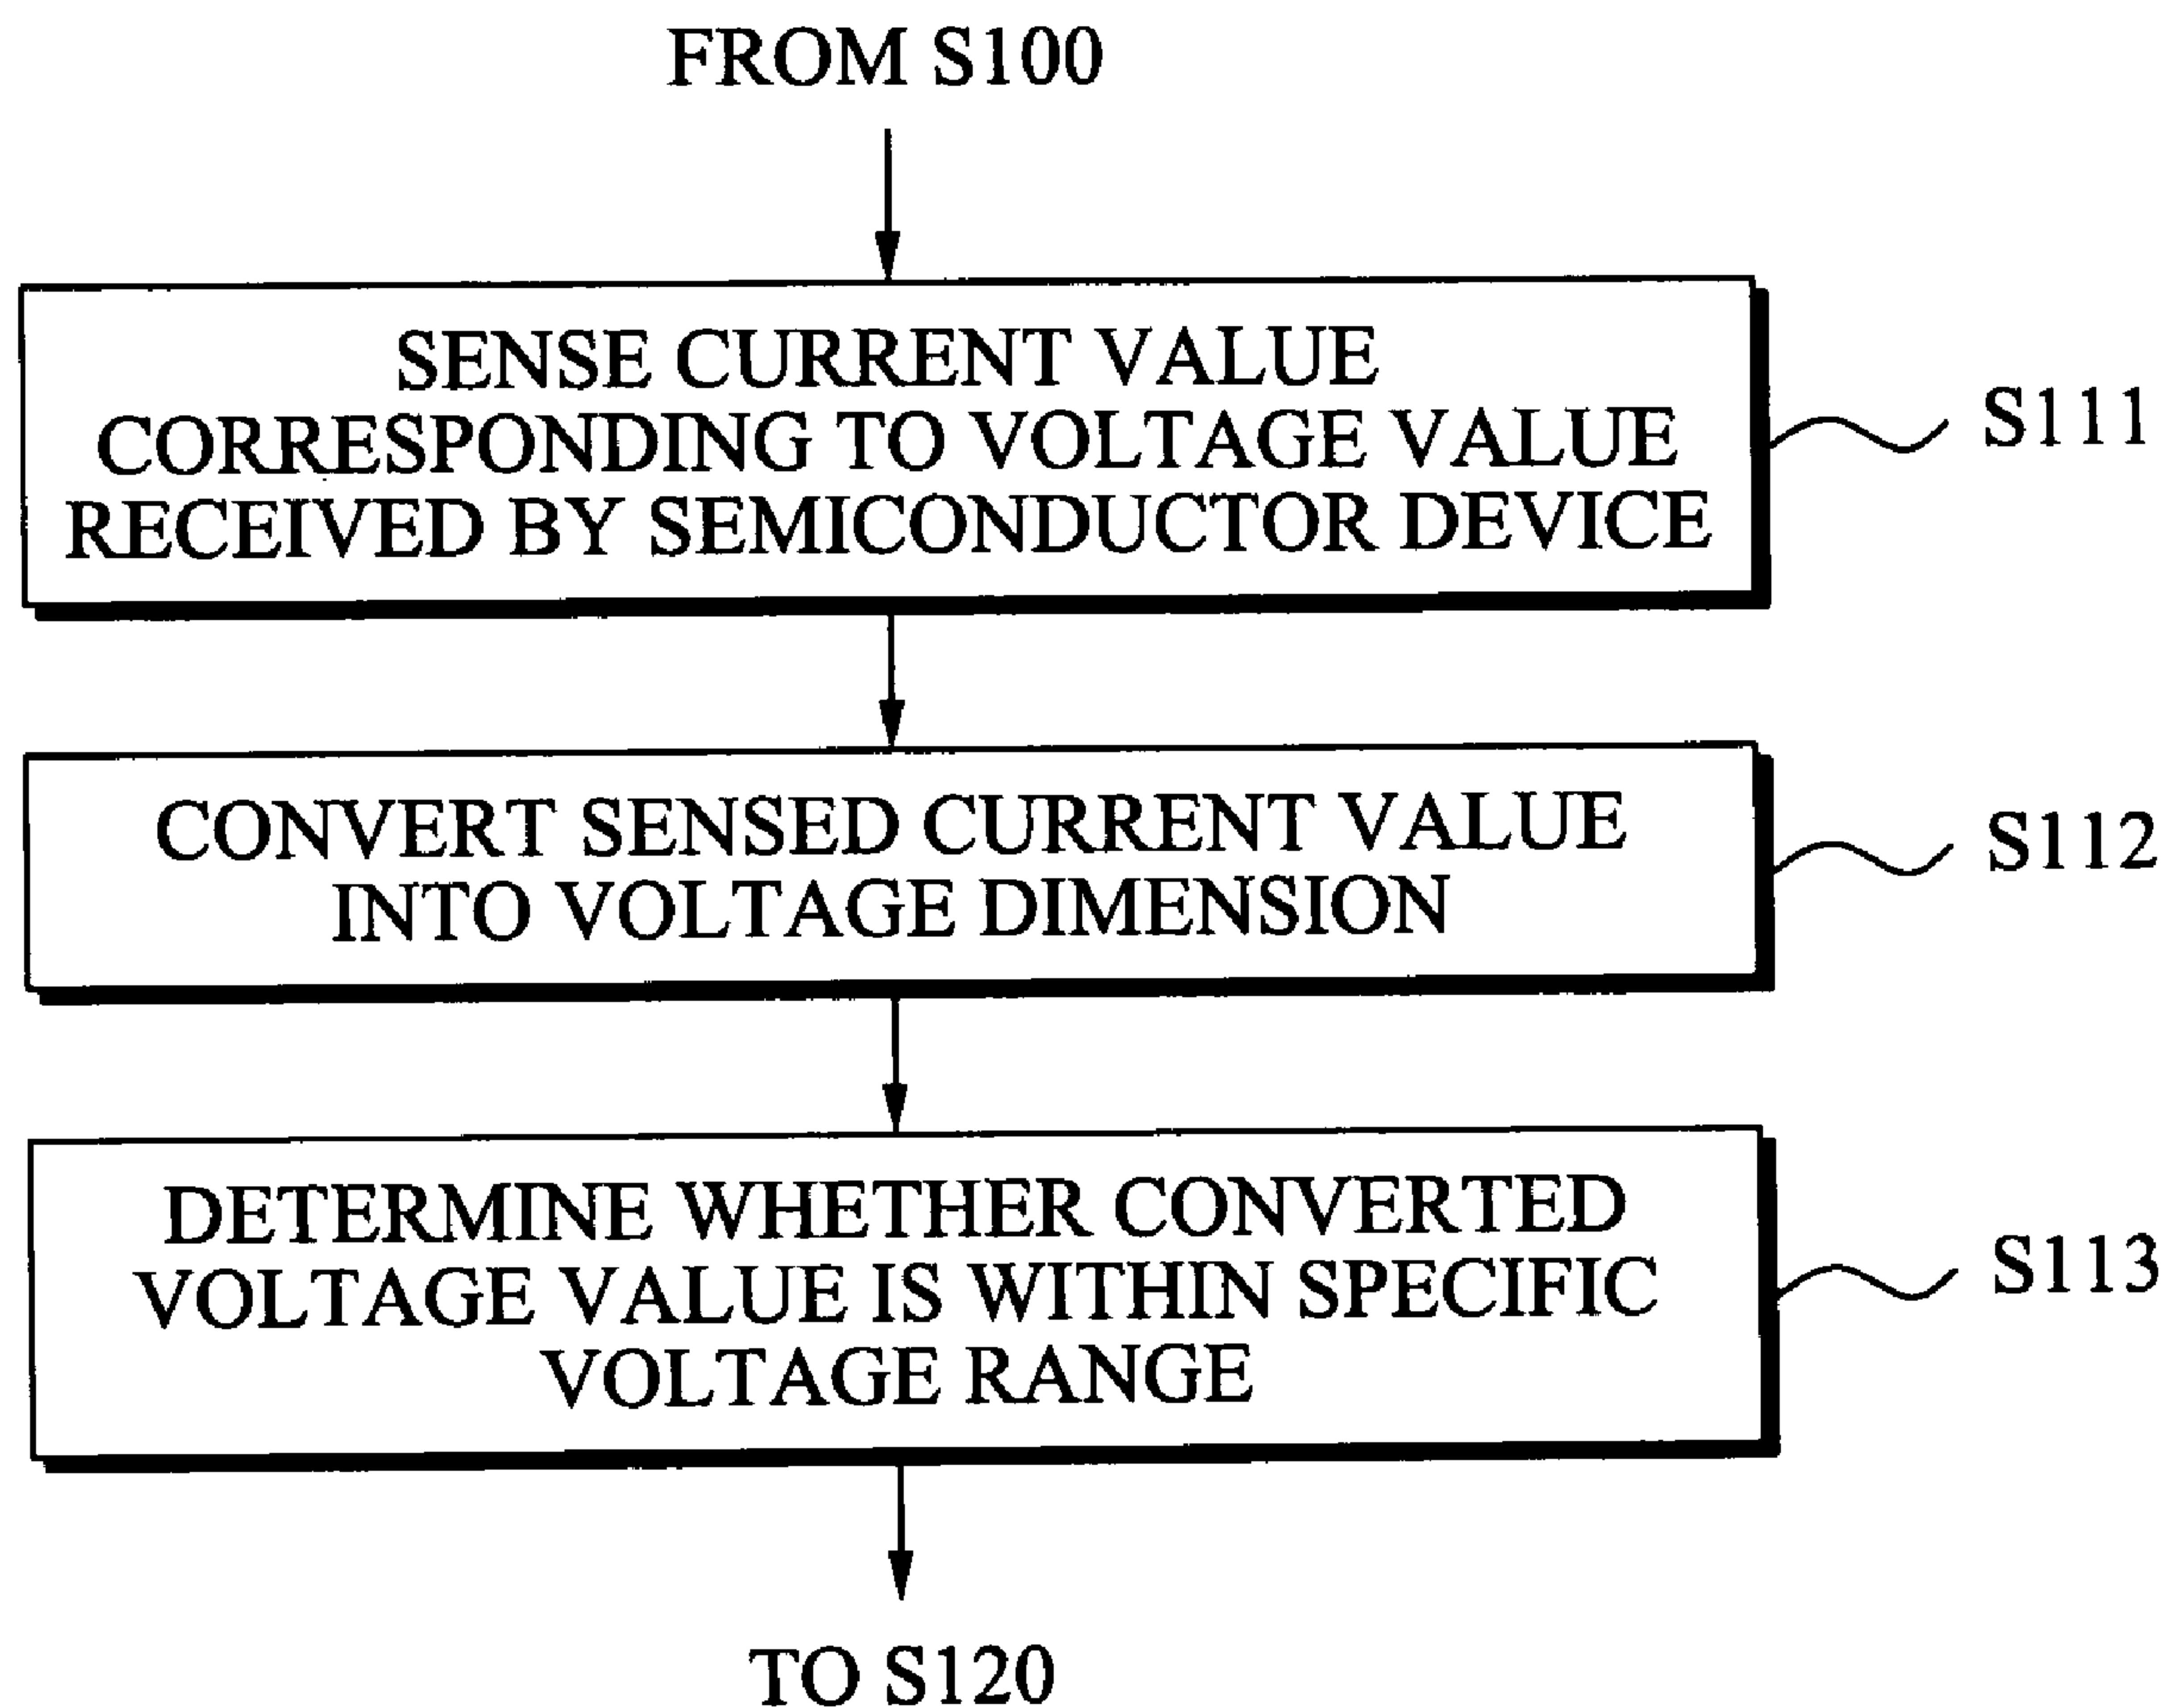 FROM S100
SENSE CURRENT VALUE
CORRESPONDING TO VOLTAGE VALUE
RECEIVED BY SEMICONDUCTOR DEVICE
S111
CONVERT SENSED CURRENT VALUE
INTO VOLTAGE DIMENSION
S112
DETERMINE WHETHER CONVERTED
VOLTAGE VALUE IS WITHIN SPECIFIC
VOLTAGE RANGE
S113
TO S120